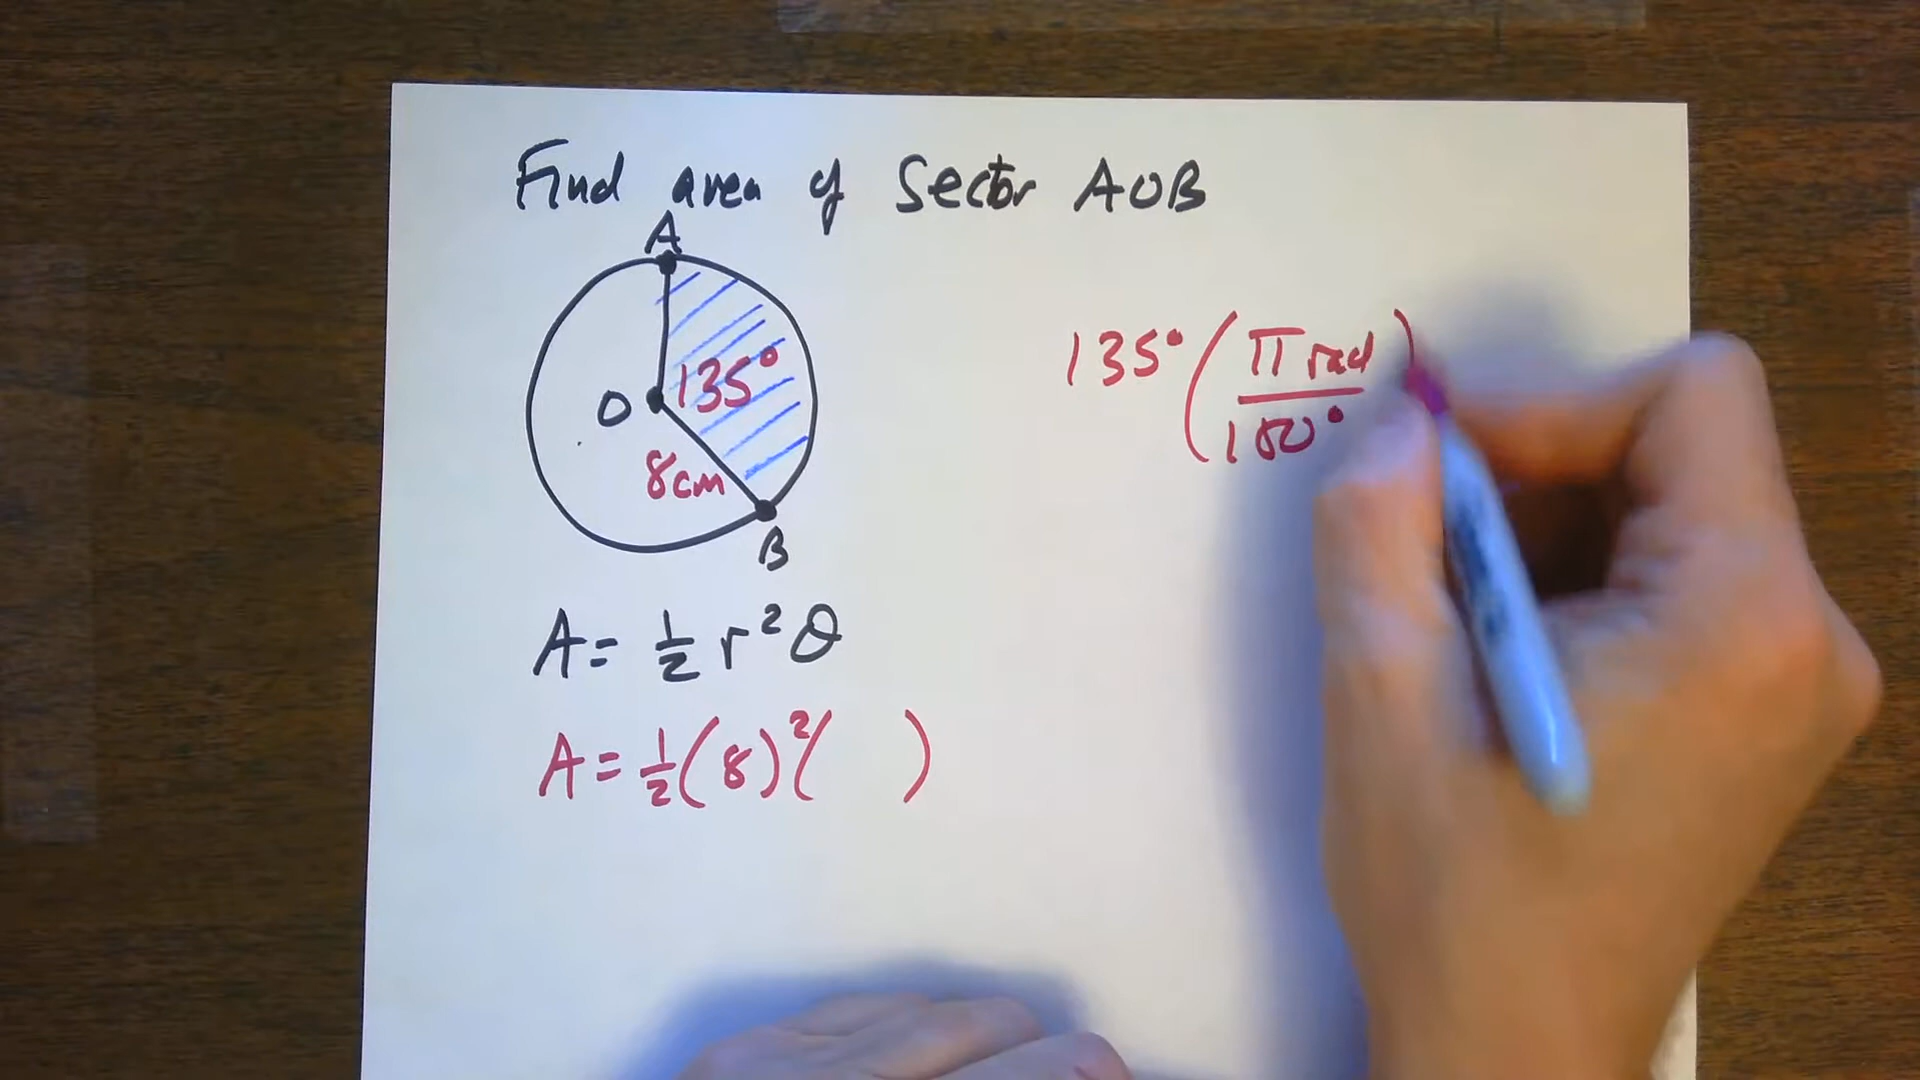 Find area of Sector AOB
A
135°
O
8cm
B
A = 1/2 r² θ
A = 1/2 (8)² ( )
135° (π rad / 180°)